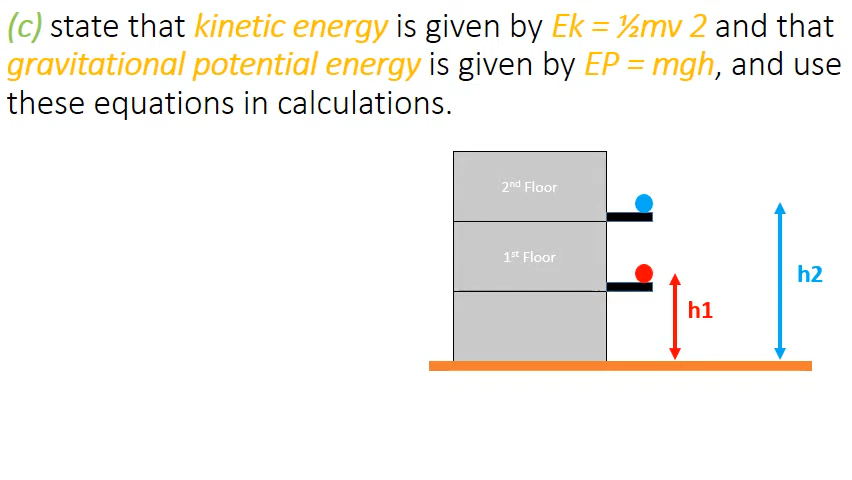 (c) state that kinetic energy is given by Ek = ½mv 2 and that
gravitational potential energy is given by EP = mgh, and use
these equations in calculations.
2nd Floor
1st Floor
h2
h1